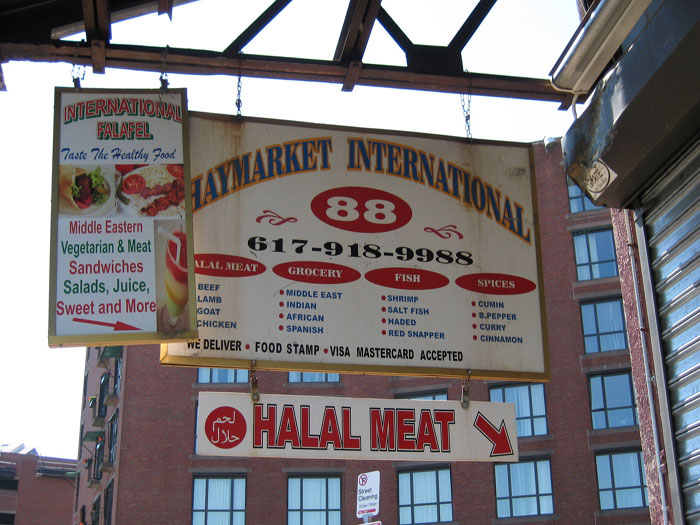 INTERNATIONAL
FALAFEL
Taste The Healthy Food
Middle Eastern
Vegetarian & Meat
Sandwiches
Salads, Juice,
Sweet and More
HAYMARKET INTERNATIONAL
88
617-918-9988
HALAL MEAT
BEEF
LAMB
GOAT
CHICKEN
GROCERY
MIDDLE EAST
INDIAN
AFRICAN
SPANISH
FISH
SHRIMP
SALT FISH
HADED
RED SNAPPER
SPICES
CUMIN
B.PEPPER
CURRY
CINNAMON
WE DELIVER • FOOD STAMP • VISA MASTERCARD ACCEPTED
لحم
حلال
HALAL MEAT
Street
Cleaning